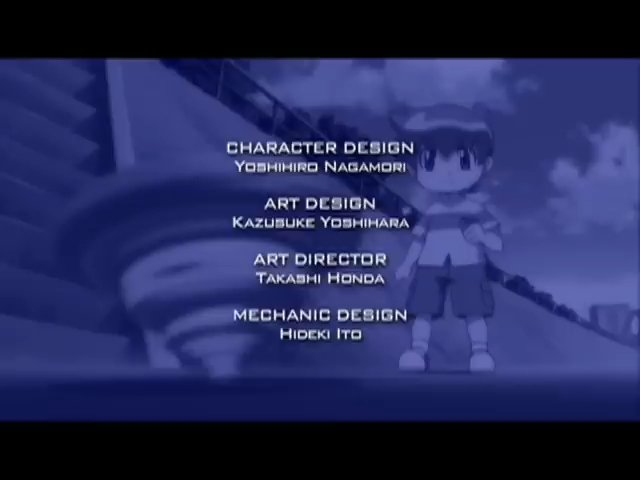 CHARACTER DESIGN
YOSHIHIRO NAGAMORI
ART DESIGN
KAZUSUKE YOSHIHARA
ART DIRECTOR
TAKASHI HONDA
MECHANIC DESIGN
HIDEKI ITO